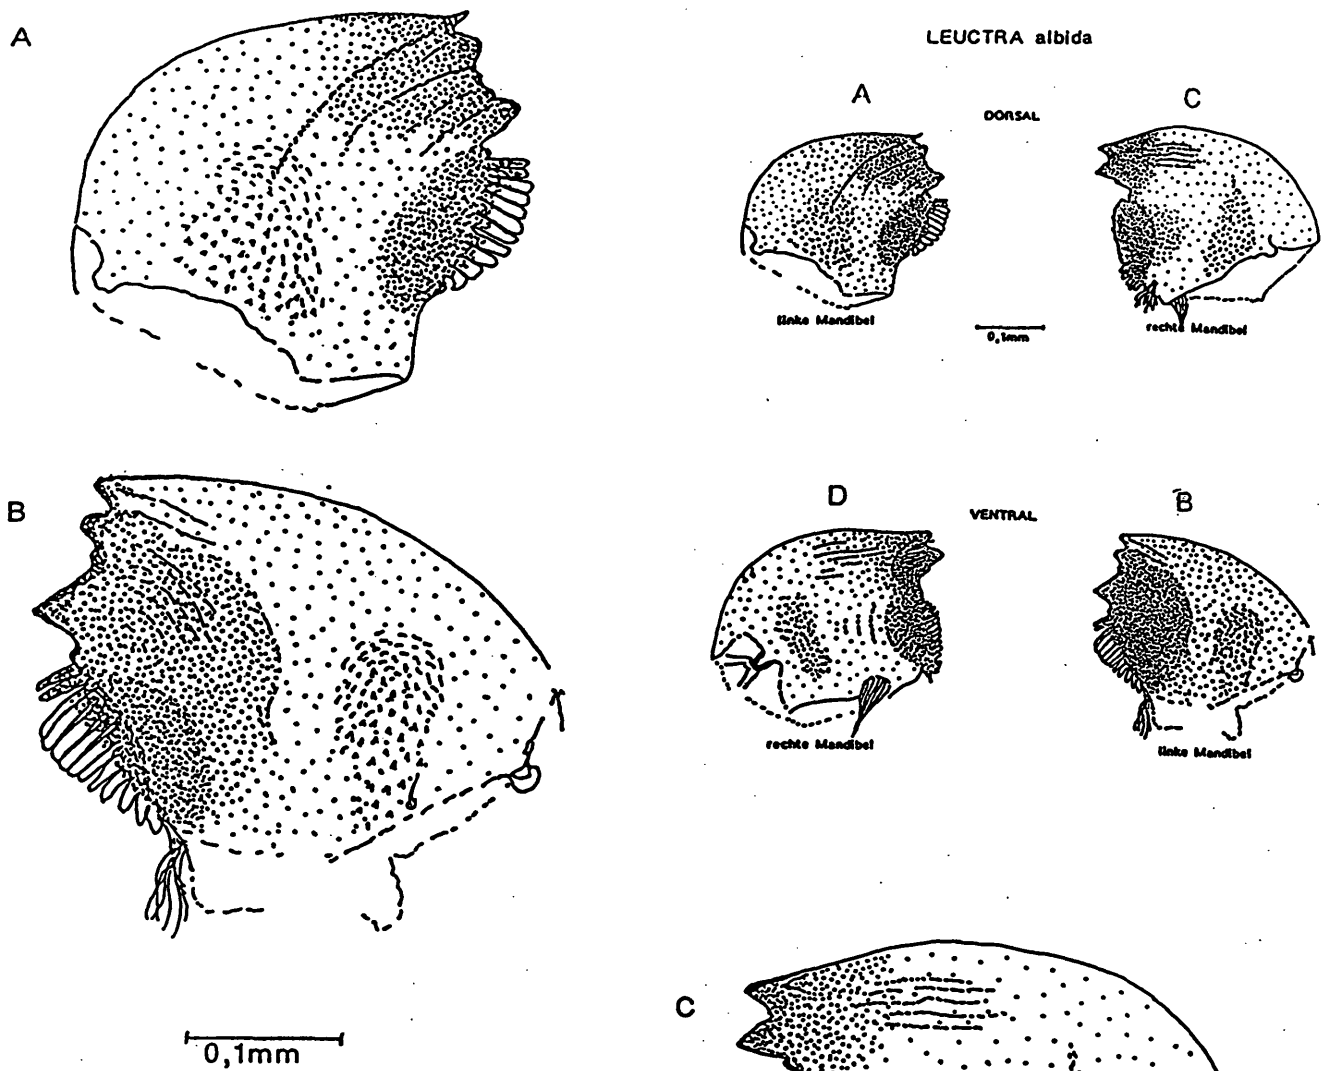 A
LEUCTRA albida
A
C
DORSAL
linke Mandibel
rechte Mandibel
0,1mm
B
D
B
VENTRAL
rechte Mandibel
linke Mandibel
C
0,1mm